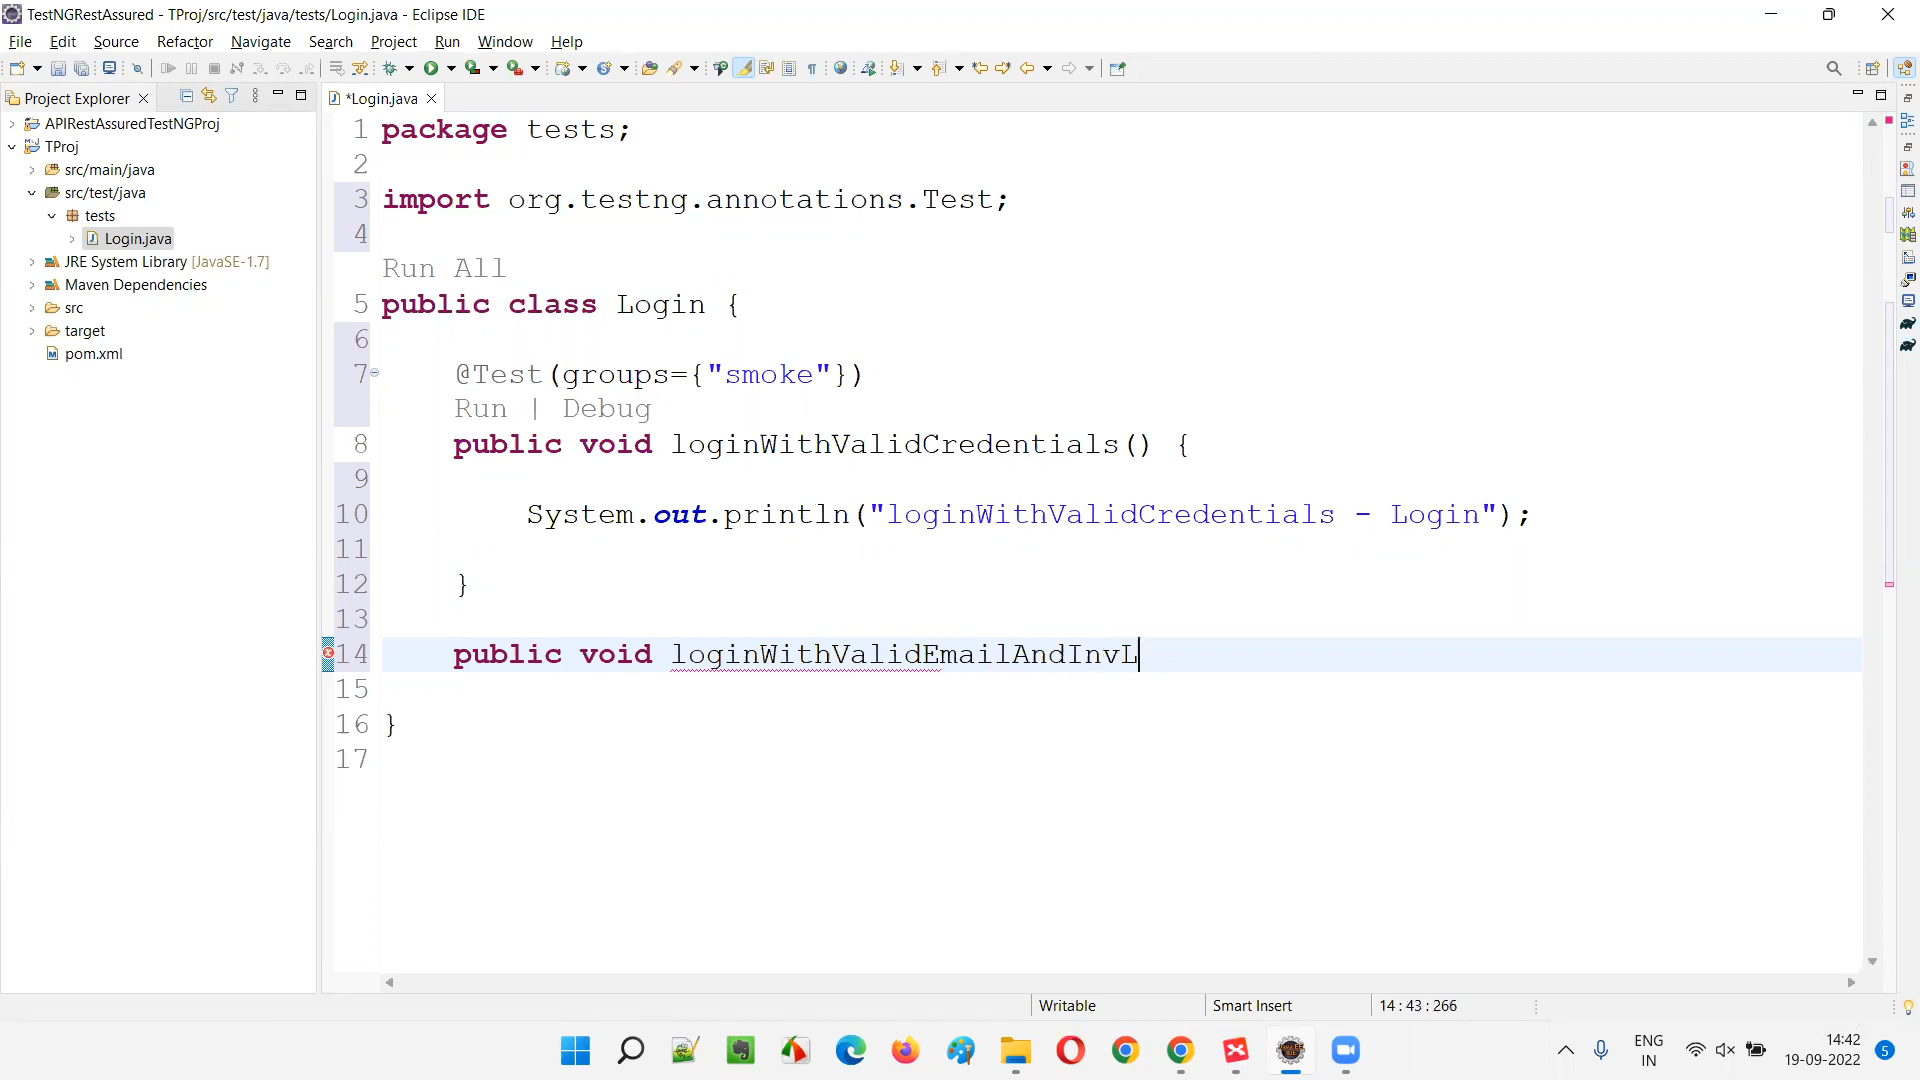 TestNGRestAssured - TProj/src/test/java/tests/Login.java - Eclipse IDE
File Edit Source Refactor Navigate Search Project Run Window Help
Project Explorer
*Login.java
APIRestAssuredTestNGProj
TProj
src/main/java
src/test/java
tests
Login.java
JRE System Library [JavaSE-1.7]
Maven Dependencies
src
target
pom.xml
1 package tests;
2
3 import org.testng.annotations.Test;
4
Run All
5 public class Login {
6
7 @Test(groups={"smoke"})
Run | Debug
8 public void loginWithValidCredentials() {
9
10 System.out.println("loginWithValidCredentials - Login");
11
12 }
13
14 public void loginWithValidEmailAndInvL
15
16 }
17
Writable
Smart Insert
14 : 43 : 266
ENG
IN
14:42
19-09-2022
5